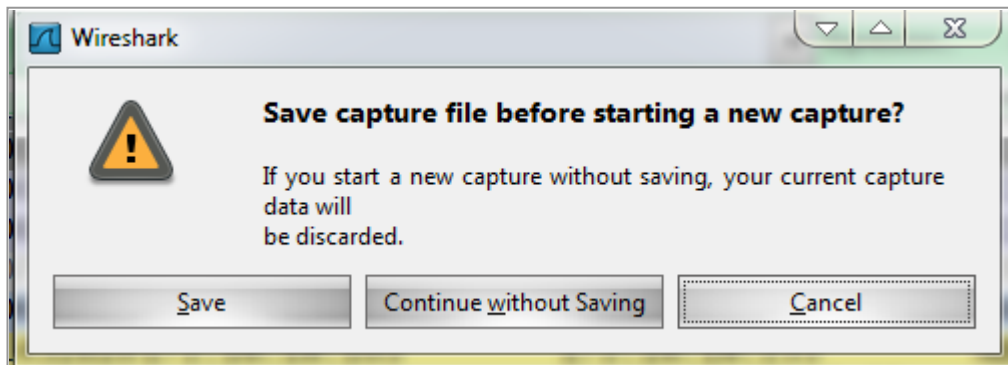 Wireshark
Save capture file before starting a new capture?
If you start a new capture without saving, your current capture
data will
be discarded.
Save
Continue without Saving
Cancel